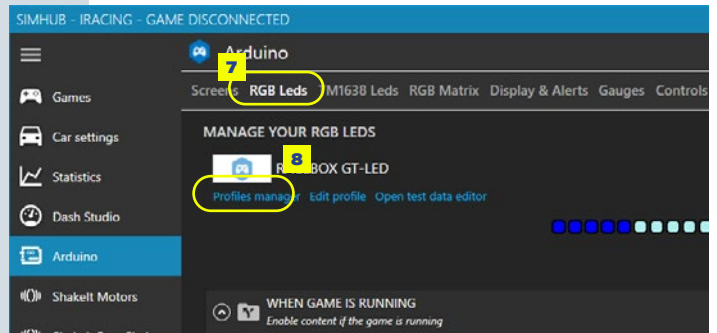 SIMHUB - IRACING - GAME DISCONNECTED
Arduino
7
Screens RGB Leds TM1638 Leds RGB Matrix Display & Alerts Gauges Controls
Games
MANAGE YOUR RGB LEDS
Car settings
8
BOX GT-LED
Statistics
Profiles manager Edit profile Open test data editor
Dash Studio
Arduino
ShakeIt Motors
WHEN GAME IS RUNNING
Enable content if the game is running